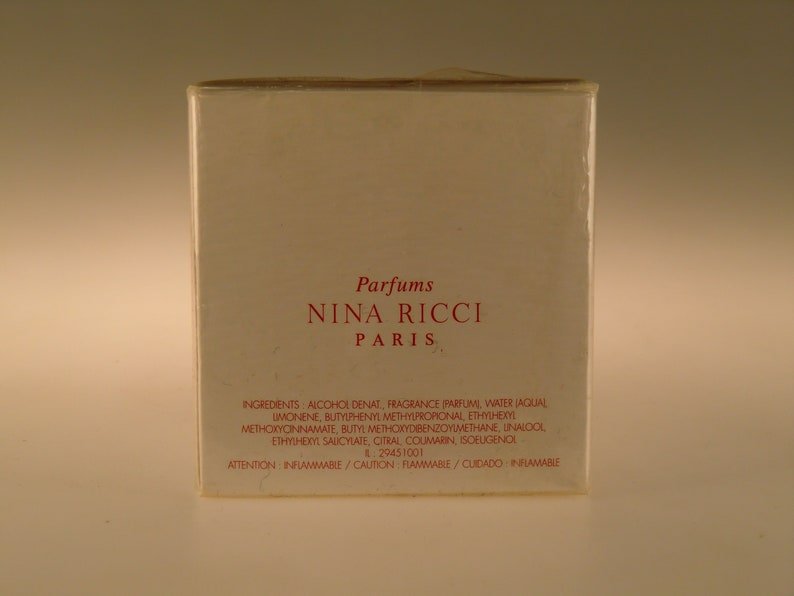 Parfums
NINA RICCI
PARIS
INGREDIENTS : ALCOHOL DENAT., FRAGRANCE (PARFUM), WATER (AQUA),
LIMONENE, BUTYLPHENYL METHYLPROPIONAL, ETHYLHEXYL
METHOXYCINNAMATE, BUTYL METHOXYDIBENZOYLMETHANE, LINALOOL,
ETHYLHEXYL SALICYLATE, CITRAL, COUMARIN, ISOEUGENOL
IL : 29451001
ATTENTION : INFLAMMABLE / CAUTION : FLAMMABLE / CUIDADO : INFLAMABLE